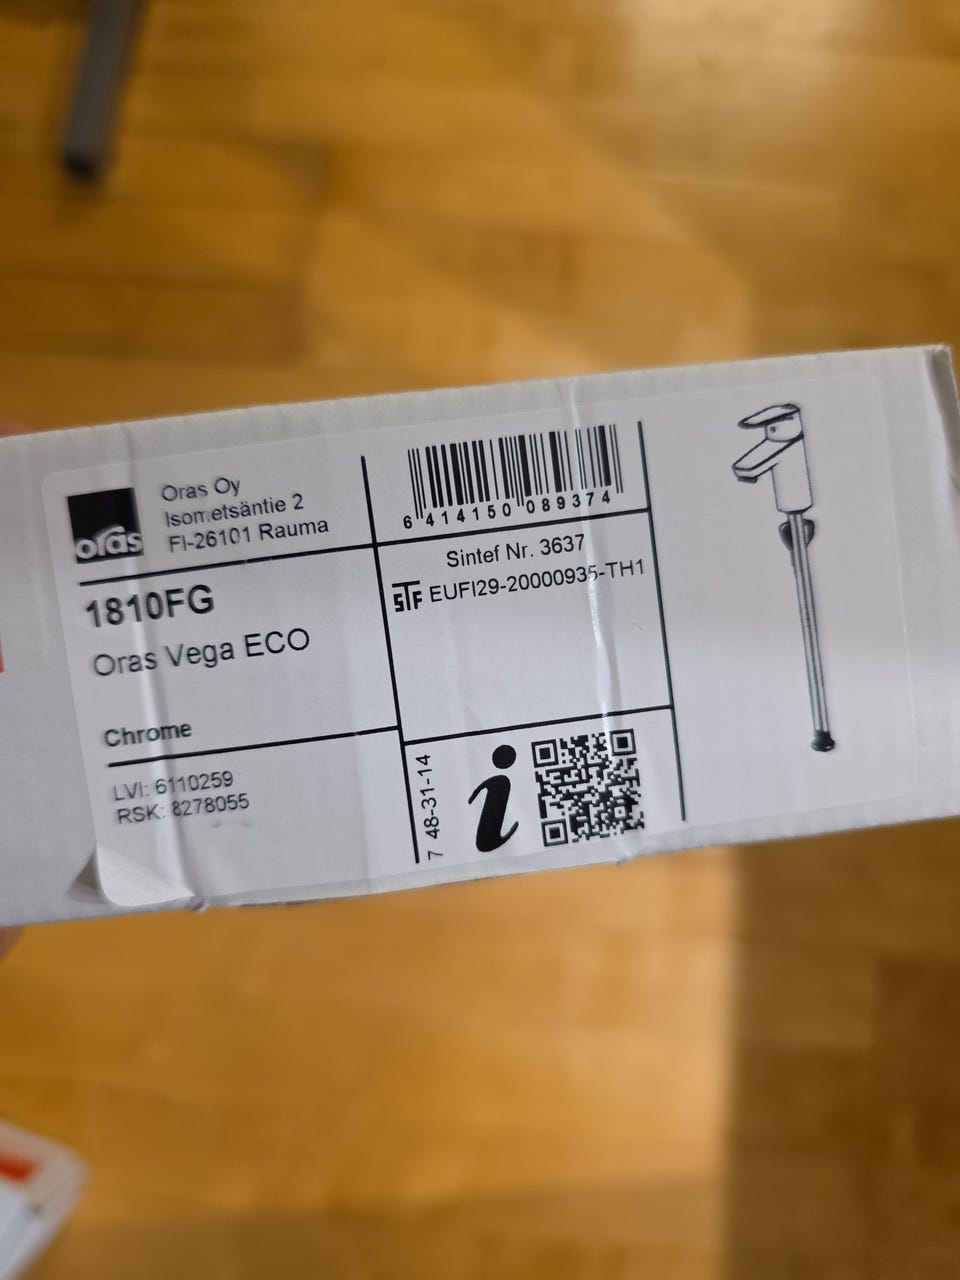 oras
Oras Oy
Isometsäntie 2
FI-26101 Rauma
1810FG
Oras Vega ECO
Chrome
LVI: 6110259
RSK: 8278055
6 414150 089374
Sintef Nr. 3637
STF EUFI29-20000935-TH1
7 48-31-14
i